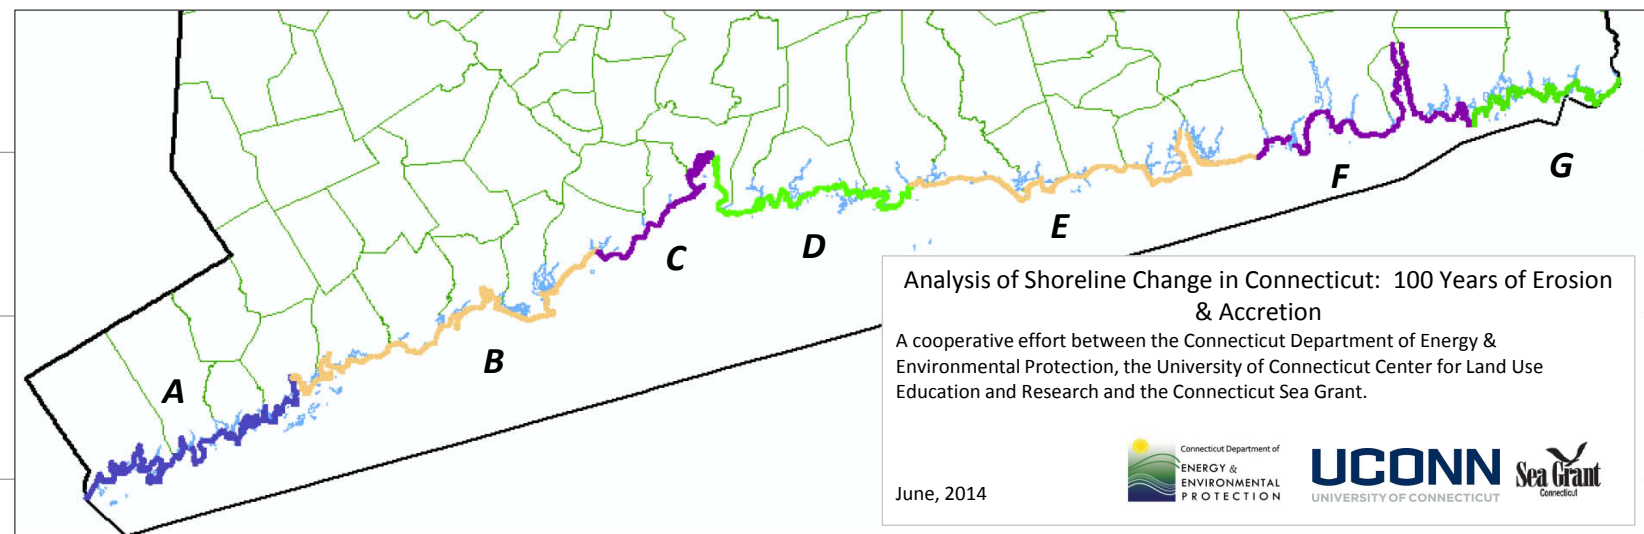 A
B
C
D
E
F
G
Analysis of Shoreline Change in Connecticut: 100 Years of Erosion
& Accretion
A cooperative effort between the Connecticut Department of Energy &
Environmental Protection, the University of Connecticut Center for Land Use
Education and Research and the Connecticut Sea Grant.
June, 2014
Connecticut Department of
ENERGY &
ENVIRONMENTAL
PROTECTION
UCONN
UNIVERSITY OF CONNECTICUT
Sea Grant
Connecticut